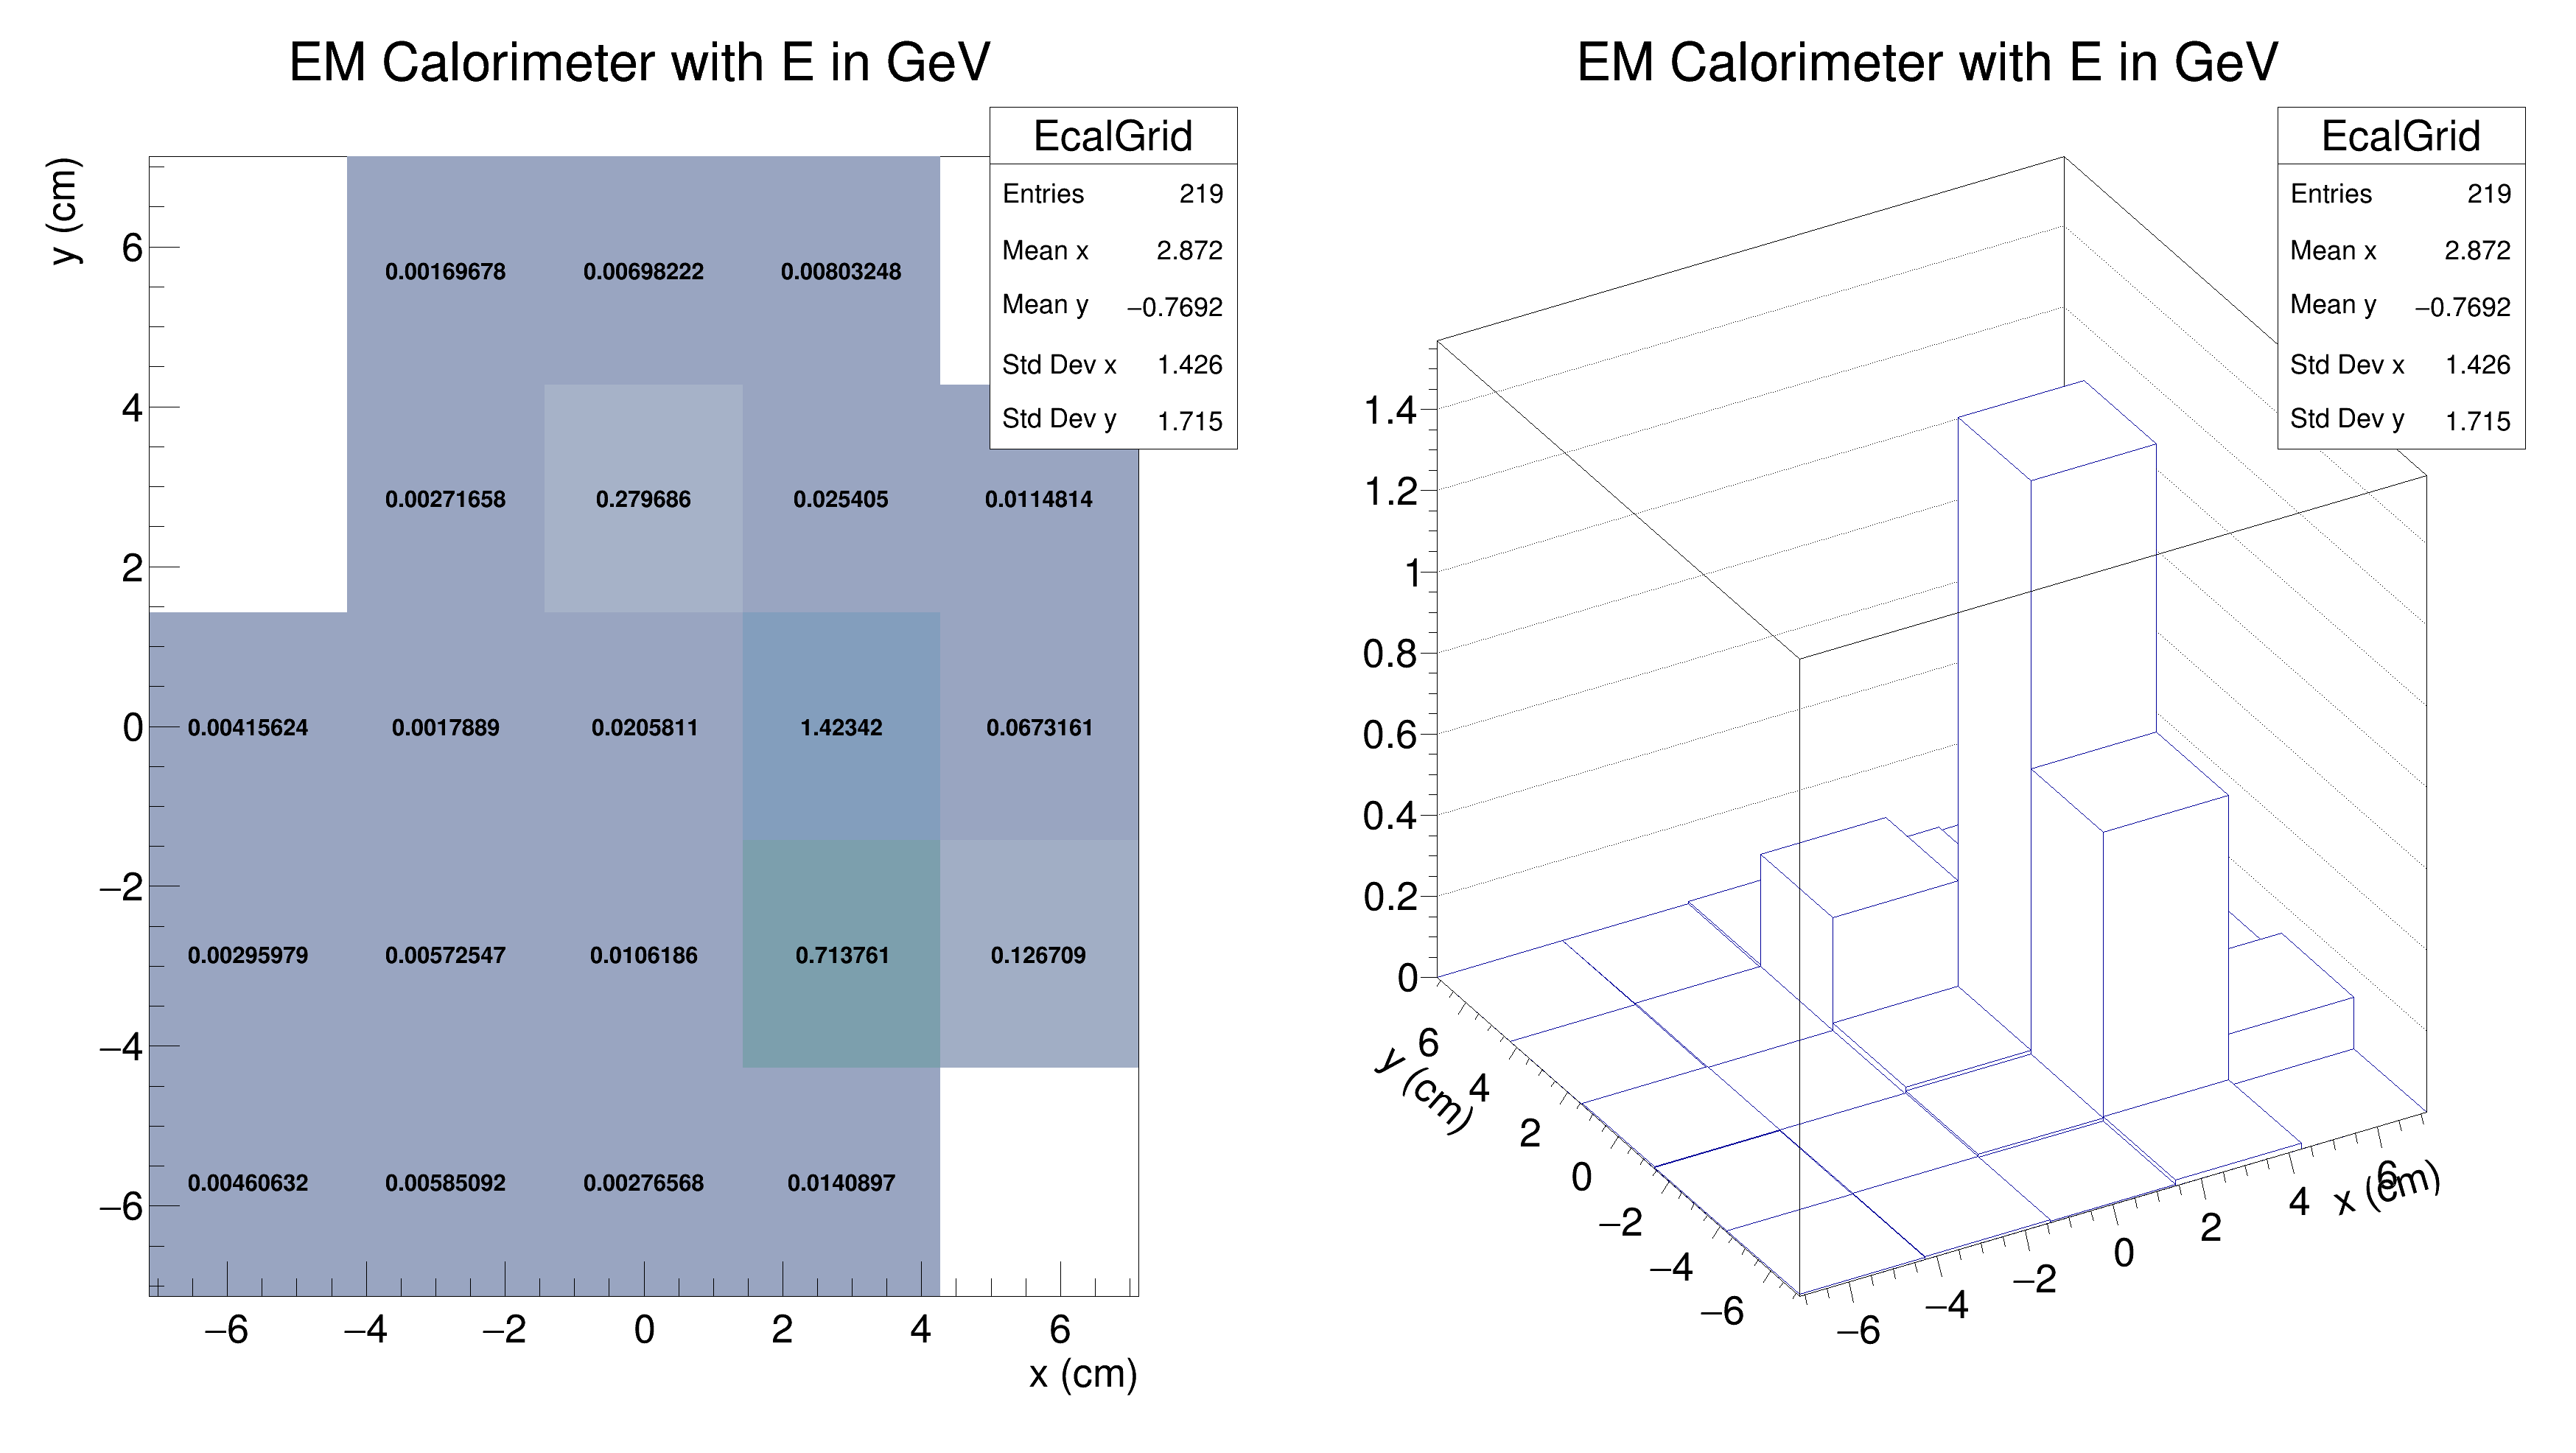 EM Calorimeter with E in GeV
EcalGrid
Entries 219
Mean x 2.872
Mean y −0.7692
Std Dev x 1.426
Std Dev y 1.715
y (cm)
6
4
2
0
−2
−4
−6
0.00169678 0.00698222 0.00803248
0.00271658 0.279686 0.025405 0.0114814
0.00415624 0.0017889 0.0205811 1.42342 0.0673161
0.00295979 0.00572547 0.0106186 0.713761 0.126709
0.00460632 0.00585092 0.00276568 0.0140897
−6 −4 −2 0 2 4 6
x (cm)
EM Calorimeter with E in GeV
EcalGrid
Entries 219
Mean x 2.872
Mean y −0.7692
Std Dev x 1.426
Std Dev y 1.715
1.4
1.2
1
0.8
0.6
0.4
0.2
0
y (cm)
6
4
2
0
−2
−4
−6
−6
−4
−2
0
2
4
6
x (cm)